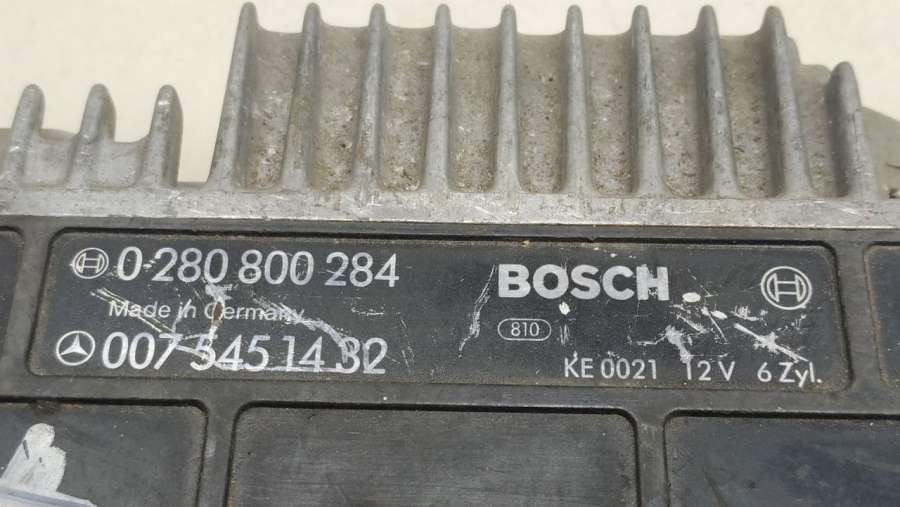 0 280 800 284
BOSCH
Made in Germany
810
007 545 14 32
KE 0021 12 V 6 Zyl.